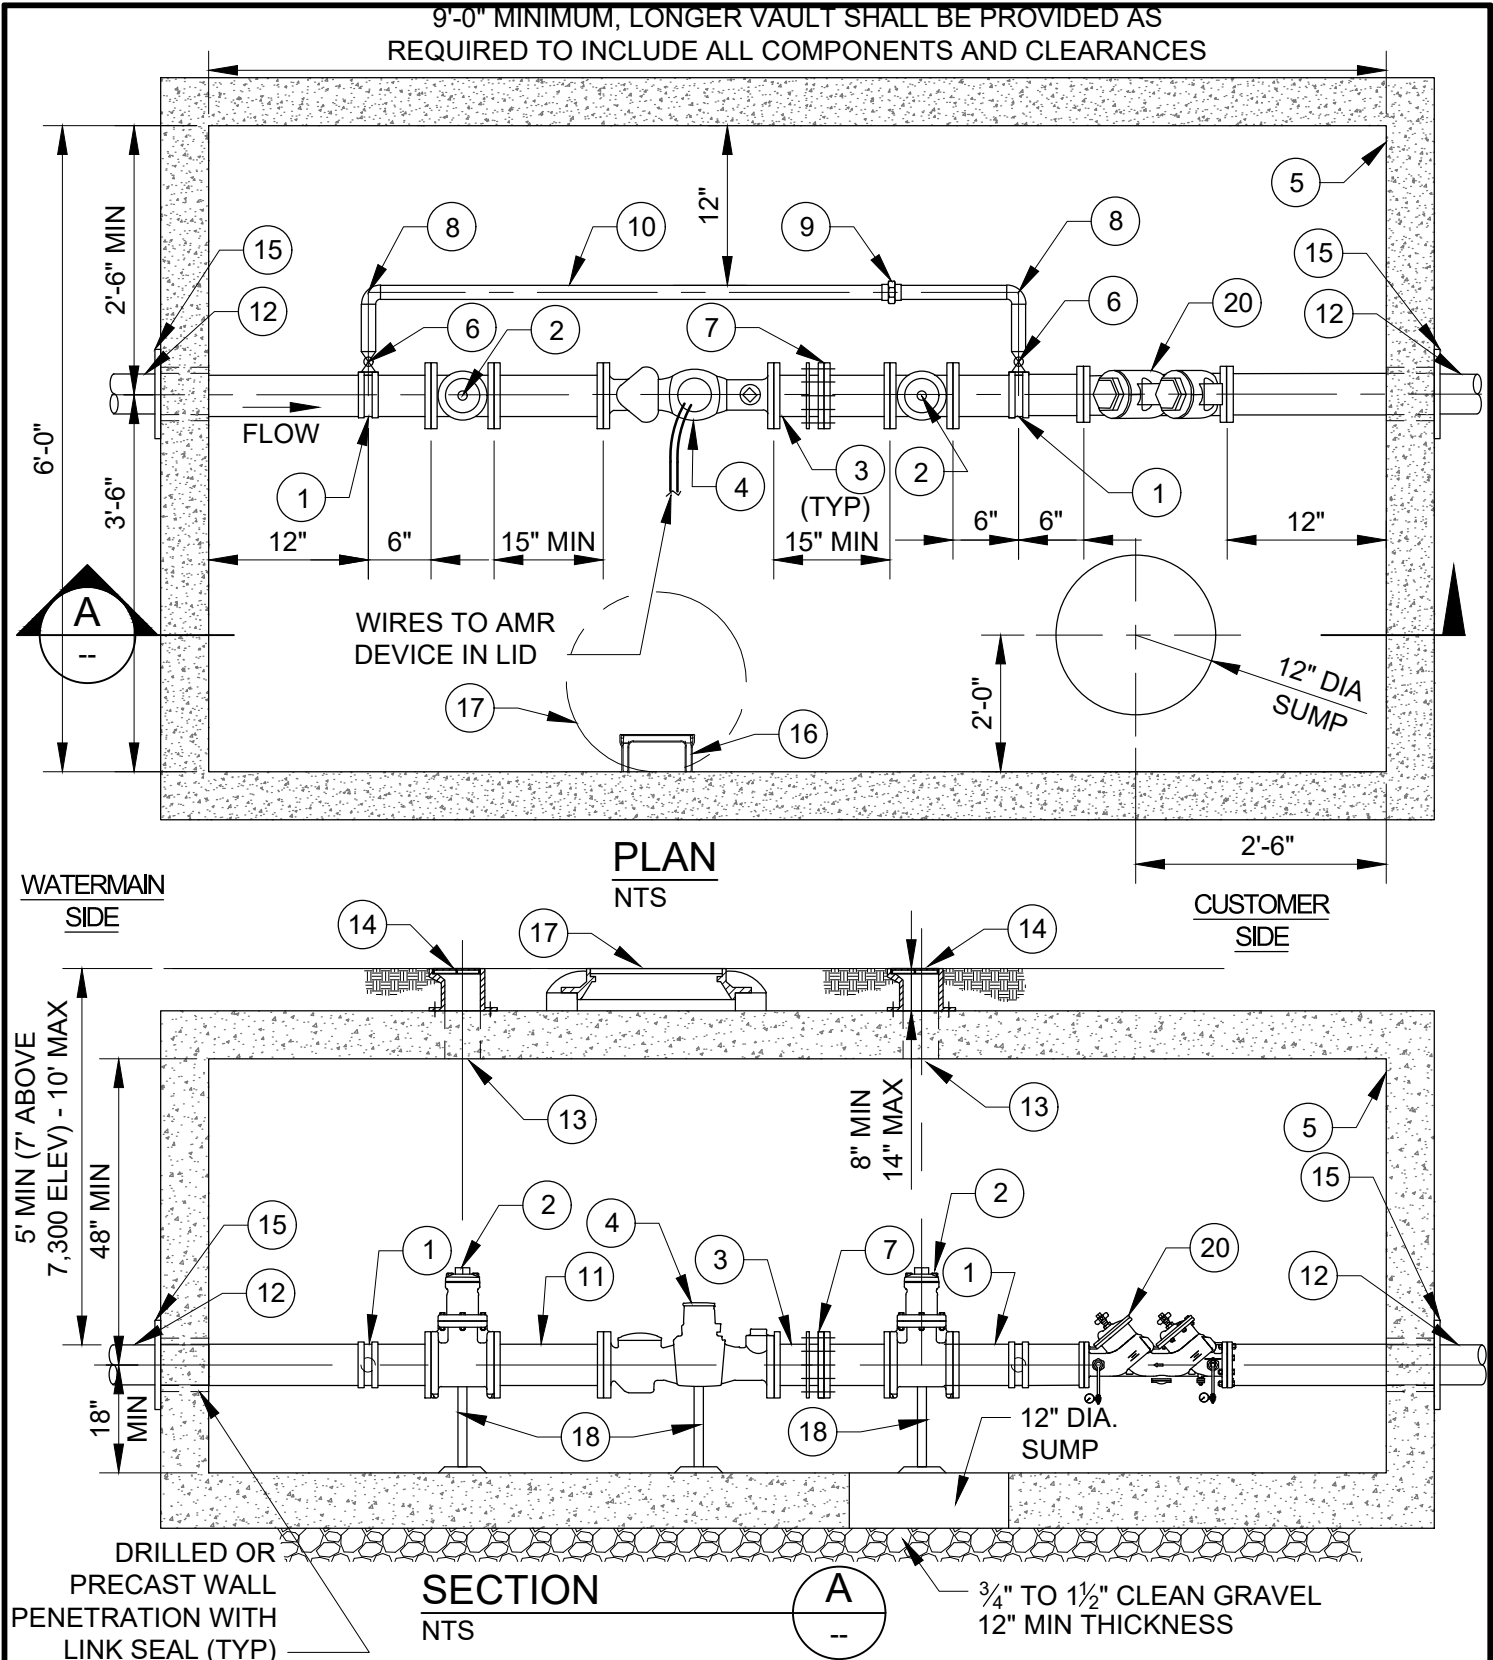 9'-0" MINIMUM, LONGER VAULT SHALL BE PROVIDED AS
REQUIRED TO INCLUDE ALL COMPONENTS AND CLEARANCES
5
12"
2'-6" MIN
8
10
9
8
15
15
12
6
2
7
6
20
12
FLOW
6'-0"
3'-6"
1
4
3
(TYP)
2
1
12"
6"
15" MIN
15" MIN
6"
6"
12"
A
--
WIRES TO AMR
DEVICE IN LID
17
16
2'-0"
12" DIA
SUMP
2'-6"
PLAN
NTS
WATERMAIN
SIDE
CUSTOMER
SIDE
14
17
14
5' MIN (7' ABOVE
7,300 ELEV) - 10' MAX
48" MIN
13
8" MIN
14" MAX
13
5
15
2
4
2
15
12
1
11
3
7
1
20
12
18"
MIN
18
18
12" DIA.
SUMP
DRILLED OR
PRECAST WALL
PENETRATION WITH
LINK SEAL (TYP)
SECTION
NTS
A
--
¾" TO 1½" CLEAN GRAVEL
12" MIN THICKNESS